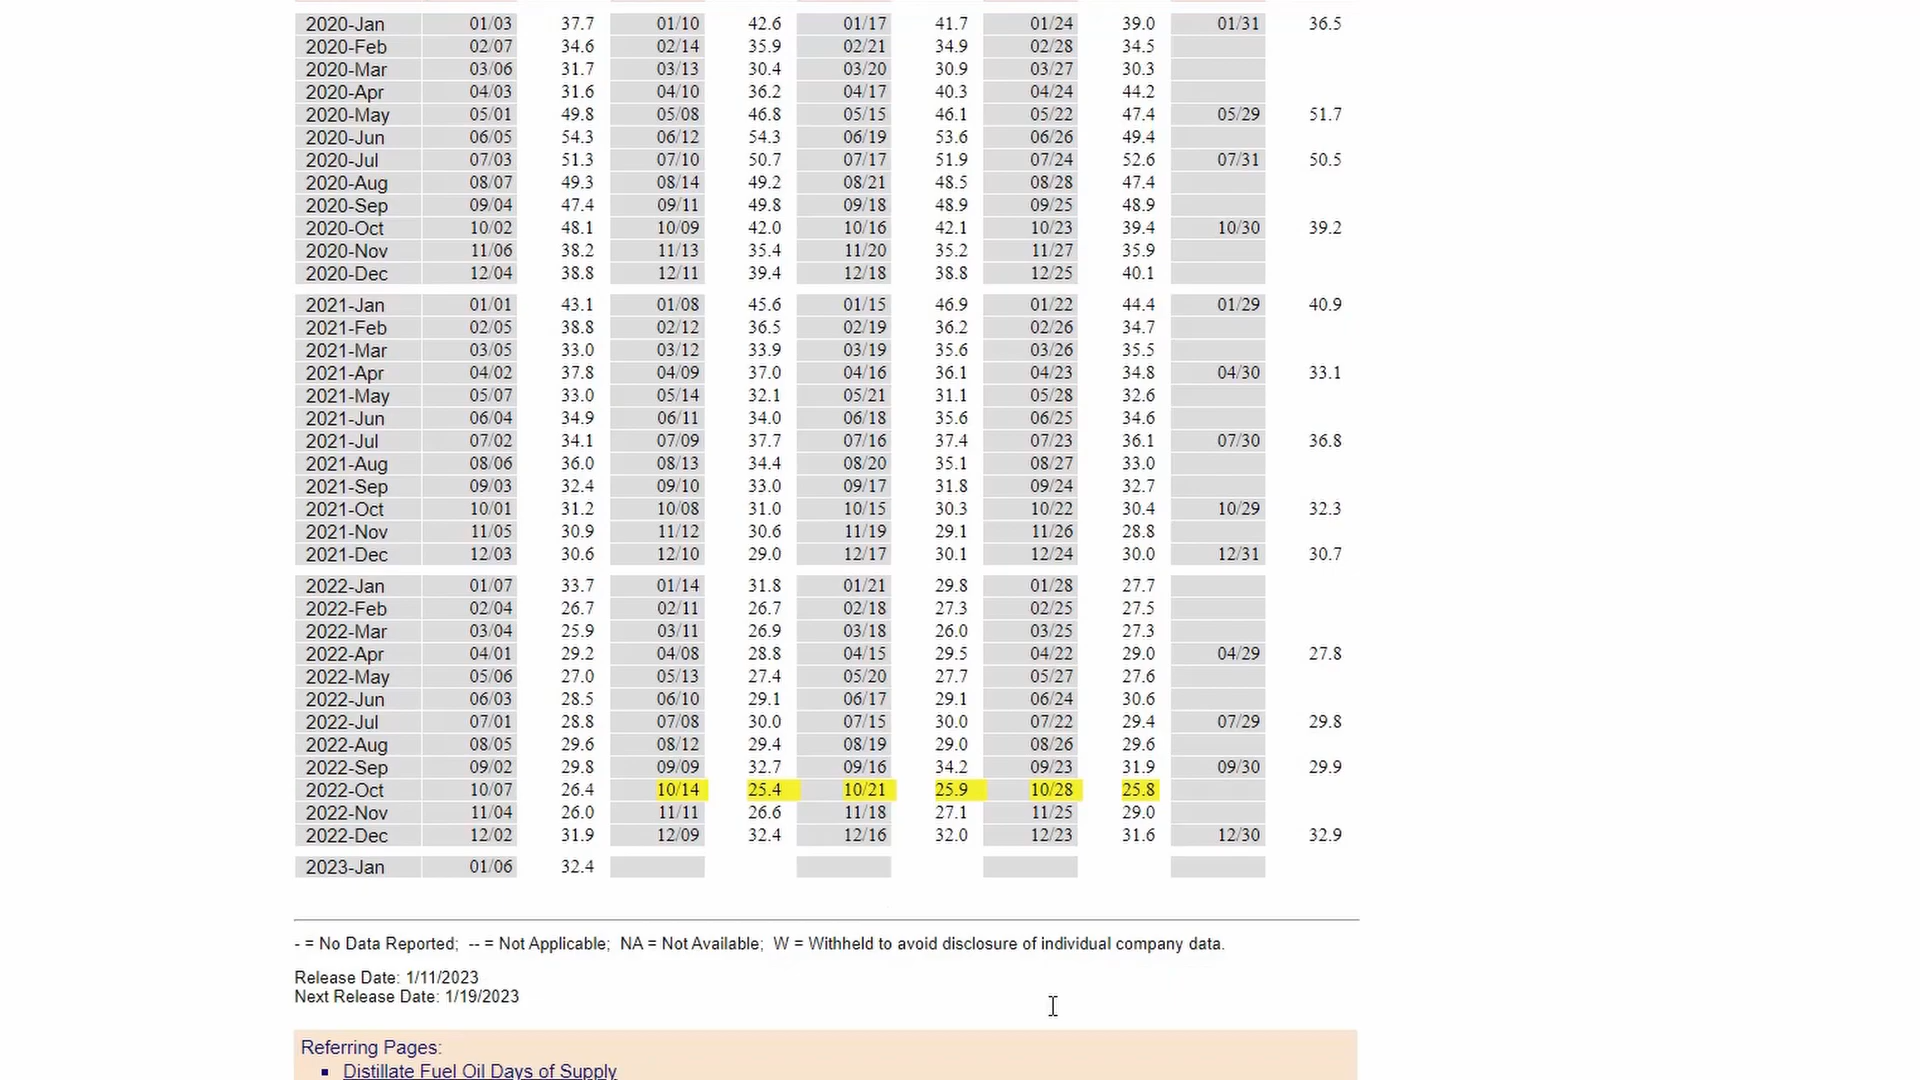 2020-Jan 01/03 37.7 01/10 42.6 01/17 41.7 01/24 39.0 01/31 36.5
2020-Feb 02/07 34.6 02/14 35.9 02/21 34.9 02/28 34.5
2020-Mar 03/06 31.7 03/13 30.4 03/20 30.9 03/27 30.3
2020-Apr 04/03 31.6 04/10 36.2 04/17 40.3 04/24 44.2
2020-May 05/01 49.8 05/08 46.8 05/15 46.1 05/22 47.4 05/29 51.7
2020-Jun 06/05 54.3 06/12 54.3 06/19 53.6 06/26 49.4
2020-Jul 07/03 51.3 07/10 50.7 07/17 51.9 07/24 52.6 07/31 50.5
2020-Aug 08/07 49.3 08/14 49.2 08/21 48.5 08/28 47.4
2020-Sep 09/04 47.4 09/11 49.8 09/18 48.9 09/25 48.9
2020-Oct 10/02 48.1 10/09 42.0 10/16 42.1 10/23 39.4 10/30 39.2
2020-Nov 11/06 38.2 11/13 35.4 11/20 35.2 11/27 35.9
2020-Dec 12/04 38.8 12/11 39.4 12/18 38.8 12/25 40.1
2021-Jan 01/01 43.1 01/08 45.6 01/15 46.9 01/22 44.4 01/29 40.9
2021-Feb 02/05 38.8 02/12 36.5 02/19 36.2 02/26 34.7
2021-Mar 03/05 33.0 03/12 33.9 03/19 35.6 03/26 35.5
2021-Apr 04/02 37.8 04/09 37.0 04/16 36.1 04/23 34.8 04/30 33.1
2021-May 05/07 33.0 05/14 32.1 05/21 31.1 05/28 32.6
2021-Jun 06/04 34.9 06/11 34.0 06/18 35.6 06/25 34.6
2021-Jul 07/02 34.1 07/09 37.7 07/16 37.4 07/23 36.1 07/30 36.8
2021-Aug 08/06 36.0 08/13 34.4 08/20 35.1 08/27 33.0
2021-Sep 09/03 32.4 09/10 33.0 09/17 31.8 09/24 32.7
2021-Oct 10/01 31.2 10/08 31.0 10/15 30.3 10/22 30.4 10/29 32.3
2021-Nov 11/05 30.9 11/12 30.6 11/19 29.1 11/26 28.8
2021-Dec 12/03 30.6 12/10 29.0 12/17 30.1 12/24 30.0 12/31 30.7
2022-Jan 01/07 33.7 01/14 31.8 01/21 29.8 01/28 27.7
2022-Feb 02/04 26.7 02/11 26.7 02/18 27.3 02/25 27.5
2022-Mar 03/04 25.9 03/11 26.9 03/18 26.0 03/25 27.3
2022-Apr 04/01 29.2 04/08 28.8 04/15 29.5 04/22 29.0 04/29 27.8
2022-May 05/06 27.0 05/13 27.4 05/20 27.7 05/27 27.6
2022-Jun 06/03 28.5 06/10 29.1 06/17 29.1 06/24 30.6
2022-Jul 07/01 28.8 07/08 30.0 07/15 30.0 07/22 29.4 07/29 29.8
2022-Aug 08/05 29.6 08/12 29.4 08/19 29.0 08/26 29.6
2022-Sep 09/02 29.8 09/09 32.7 09/16 34.2 09/23 31.9 09/30 29.9
2022-Oct 10/07 26.4 10/14 25.4 10/21 25.9 10/28 25.8
2022-Nov 11/04 26.0 11/11 26.6 11/18 27.1 11/25 29.0
2022-Dec 12/02 31.9 12/09 32.4 12/16 32.0 12/23 31.6 12/30 32.9
2023-Jan 01/06 32.4
- = No Data Reported; -- = Not Applicable; NA = Not Available; W = Withheld to avoid disclosure of individual company data.
Release Date: 1/11/2023
Next Release Date: 1/19/2023
Referring Pages:
Distillate Fuel Oil Days of Supply